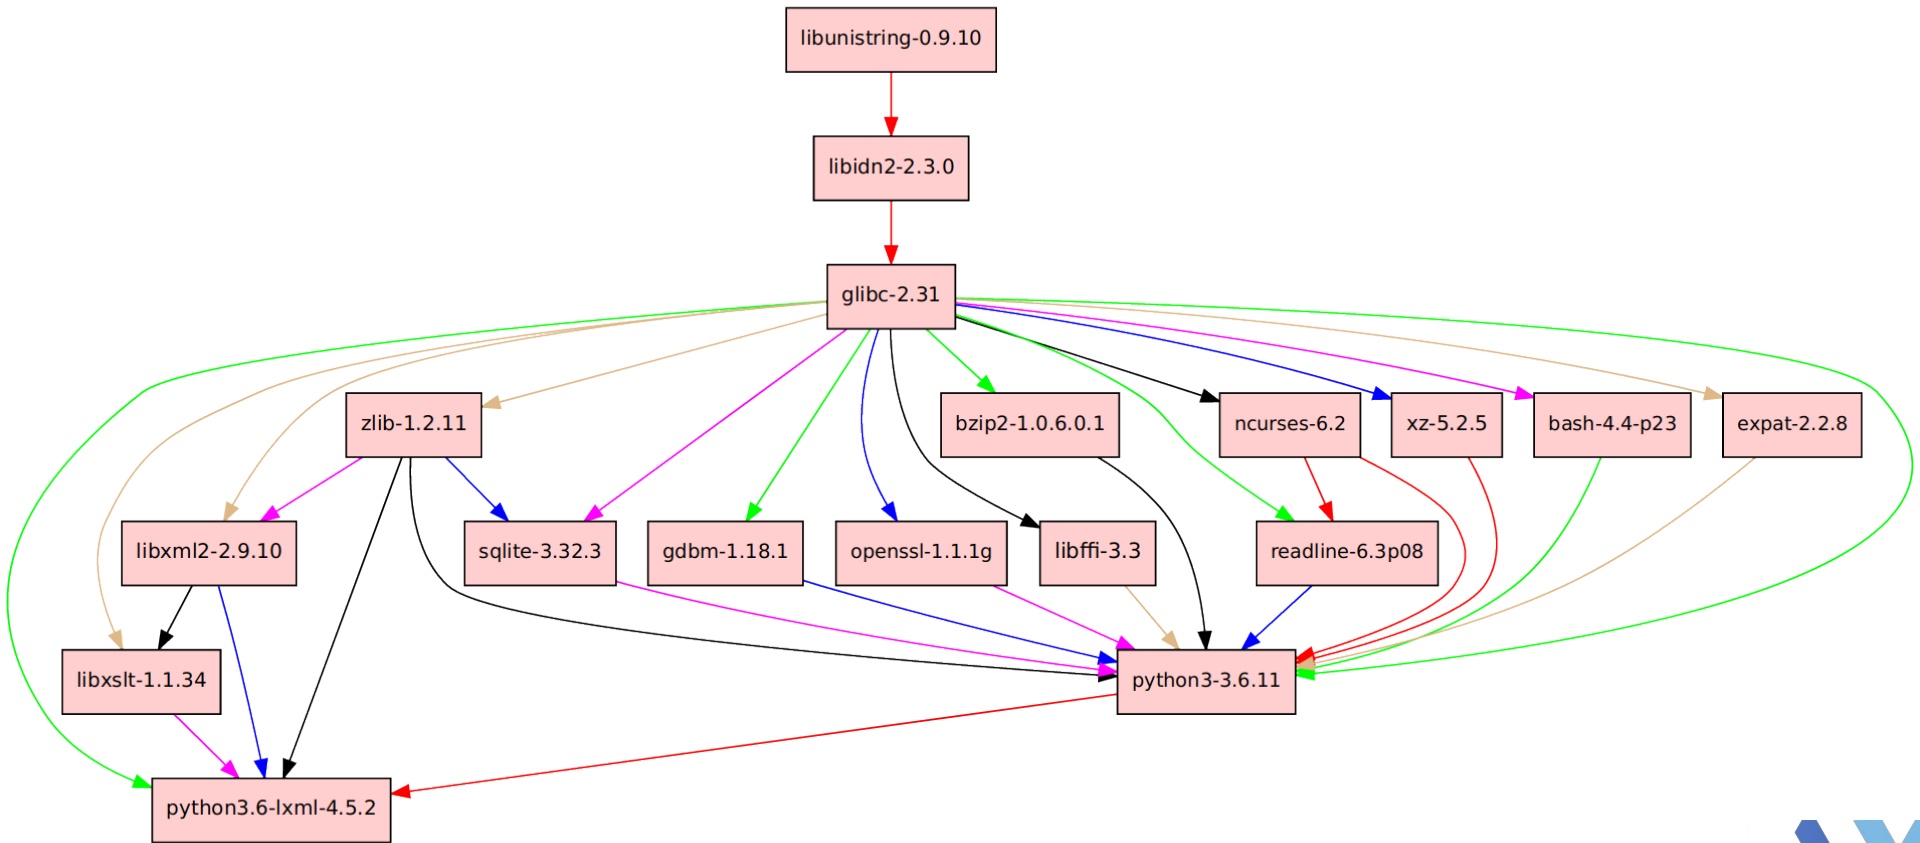 libunistring-0.9.10
libidn2-2.3.0
glibc-2.31
zlib-1.2.11
bzip2-1.0.6.0.1
ncurses-6.2
xz-5.2.5
bash-4.4-p23
expat-2.2.8
libxml2-2.9.10
sqlite-3.32.3
gdbm-1.18.1
openssl-1.1.1g
libffi-3.3
readline-6.3p08
libxslt-1.1.34
python3-3.6.11
python3.6-lxml-4.5.2